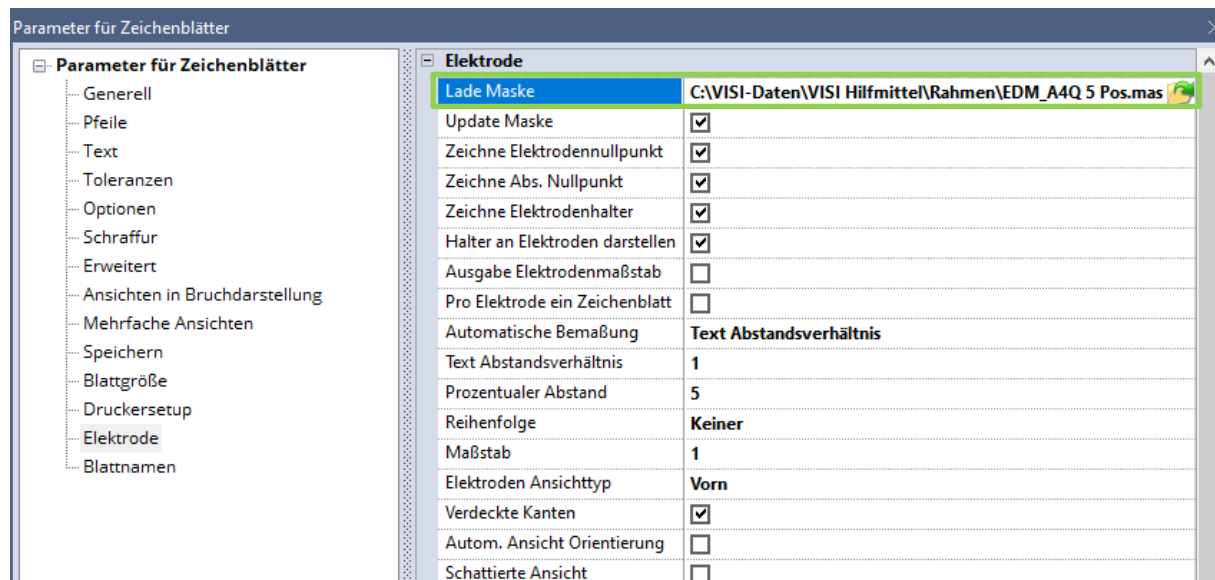 Parameter für Zeichenblätter
Parameter für Zeichenblätter
Generell
Pfeile
Text
Toleranzen
Optionen
Schraffur
Erweitert
Ansichten in Bruchdarstellung
Mehrfache Ansichten
Speichern
Blattgröße
Druckersetup
Elektrode
Blattnamen
Elektrode
Lade Maske C:\VISI-Daten\VISI Hilfmittel\Rahmen\EDM_A4Q 5 Pos.mas
Update Maske
Zeichne Elektrodennullpunkt
Zeichne Abs. Nullpunkt
Zeichne Elektrodenhalter
Halter an Elektroden darstellen
Ausgabe Elektrodenmaßstab
Pro Elektrode ein Zeichenblatt
Automatische Bemaßung Text Abstandsverhältnis
Text Abstandsverhältnis 1
Prozentualer Abstand 5
Reihenfolge Keiner
Maßstab 1
Elektroden Ansichttyp Vorn
Verdeckte Kanten
Autom. Ansicht Orientierung
Schattierte Ansicht